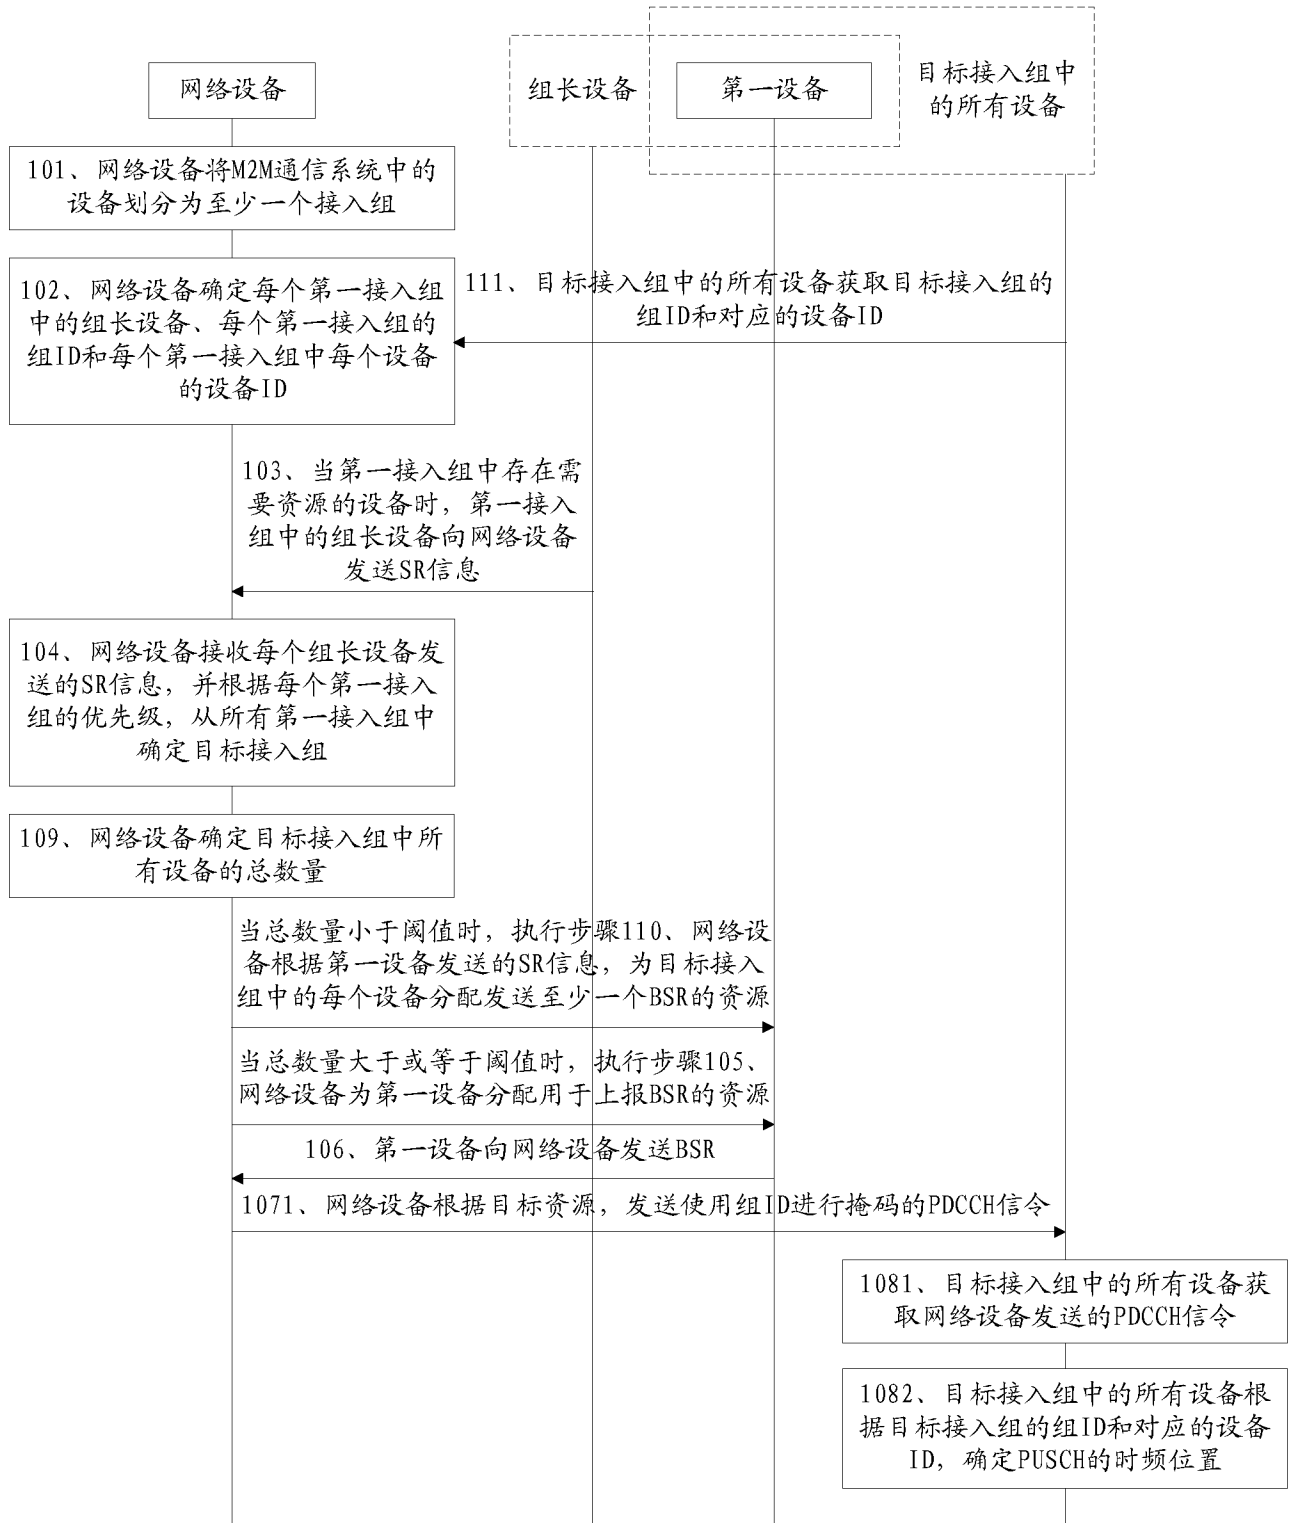 网络设备
组长设备
第一设备
目标接入组中
的所有设备
101、网络设备将M2M通信系统中的
设备划分为至少一个接入组
102、网络设备确定每个第一接入组
中的组长设备、每个第一接入组的
组ID和每个第一接入组中每个设备
的设备ID
111、目标接入组中的所有设备获取目标接入组的
组ID和对应的设备ID
103、当第一接入组中存在需
要资源的设备时，第一接入
组中的组长设备向网络设备
发送SR信息
104、网络设备接收每个组长设备发
送的SR信息，并根据每个第一接入
组的优先级，从所有第一接入组中
确定目标接入组
109、网络设备确定目标接入组中所
有设备的总数量
当总数量小于阈值时，执行步骤110、网络设
备根据第一设备发送的SR信息，为目标接入
组中的每个设备分配发送至少一个BSR的资源
当总数量大于或等于阈值时，执行步骤105、
网络设备为第一设备分配用于上报BSR的资源
106、第一设备向网络设备发送BSR
1071、网络设备根据目标资源，发送使用组ID进行掩码的PDCCH信令
1081、目标接入组中的所有设备获
取网络设备发送的PDCCH信令
1082、目标接入组中的所有设备根
据目标接入组的组ID和对应的设备
ID，确定PUSCH的时频位置